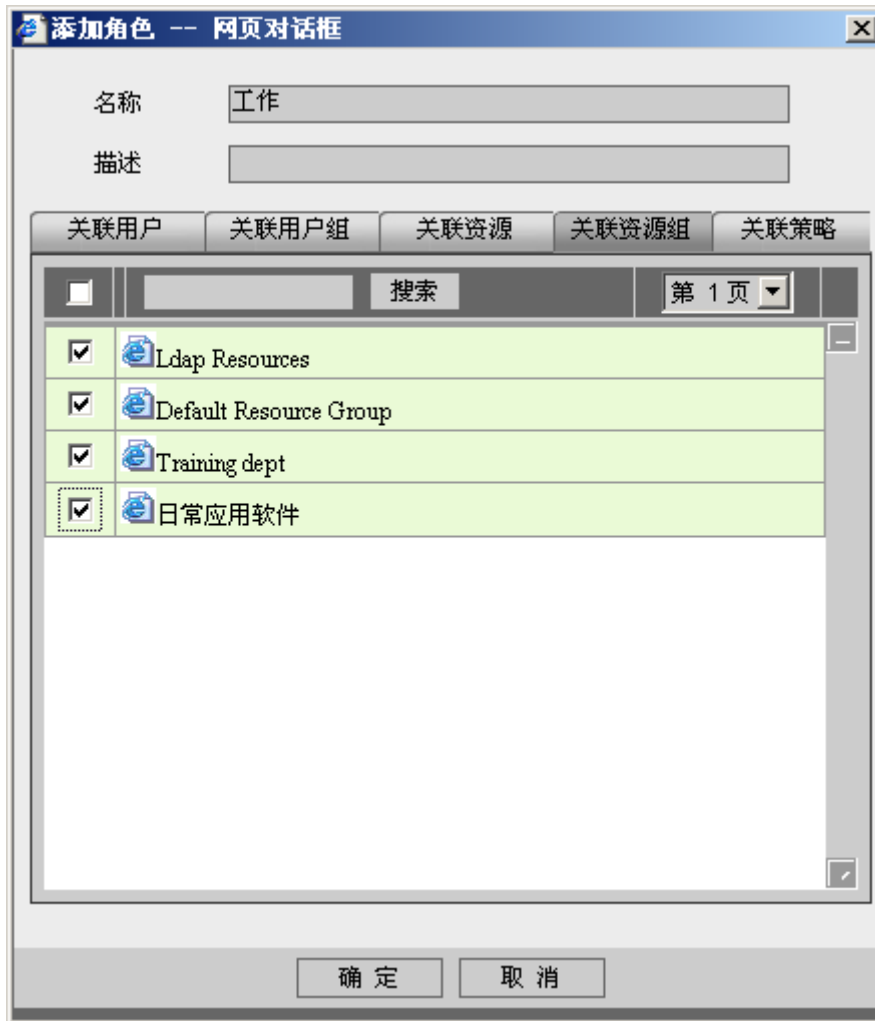 添加角色 -- 网页对话框
名称 工作
描述
关联用户 关联用户组 关联资源 关联资源组 关联策略
搜索 第 1 页
Ldap Resources
Default Resource Group
Training dept
日常应用软件
确 定 取 消